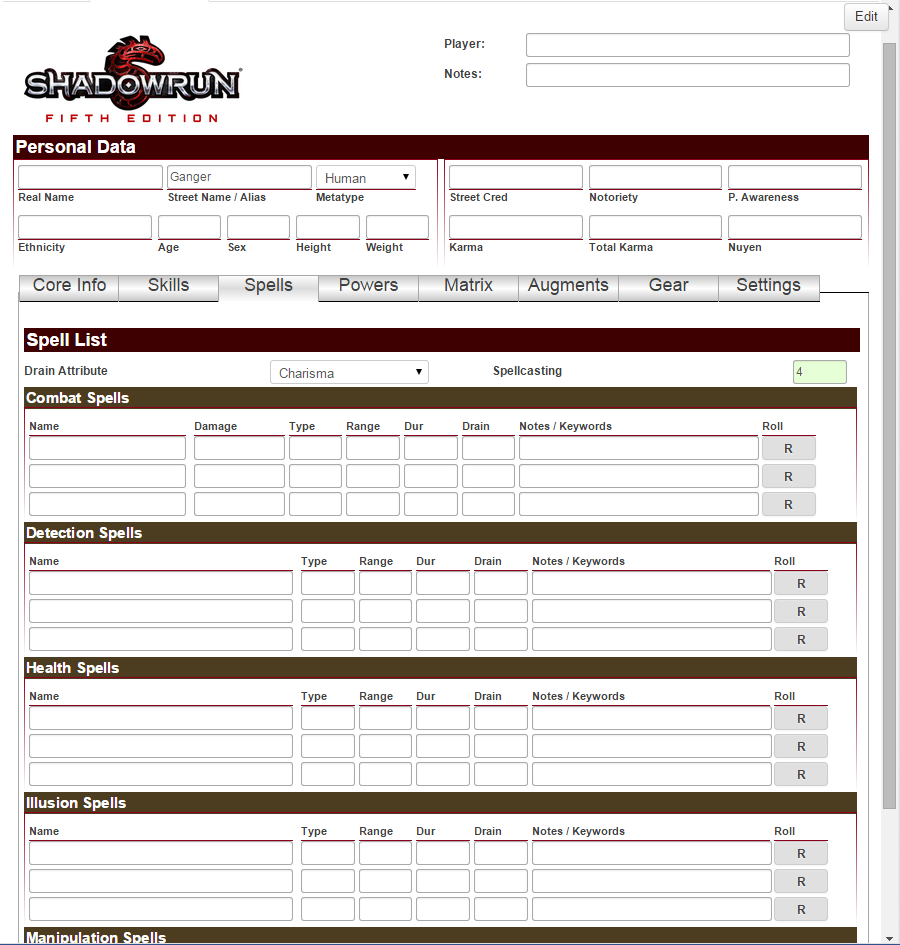 Edit
Player:
Notes:
SHADOWRUN
FIFTH EDITION
Personal Data
Ganger Human
Real Name Street Name / Alias Metatype Street Cred Notoriety P. Awareness
Ethnicity Age Sex Height Weight Karma Total Karma Nuyen
Core Info Skills Spells Powers Matrix Augments Gear Settings
Spell List
Drain Attribute Charisma Spellcasting 4
Combat Spells
Name Damage Type Range Dur Drain Notes / Keywords Roll
R
R
R
Detection Spells
Name Type Range Dur Drain Notes / Keywords Roll
R
R
R
Health Spells
Name Type Range Dur Drain Notes / Keywords Roll
R
R
R
Illusion Spells
Name Type Range Dur Drain Notes / Keywords Roll
R
R
R
Manipulation Spells